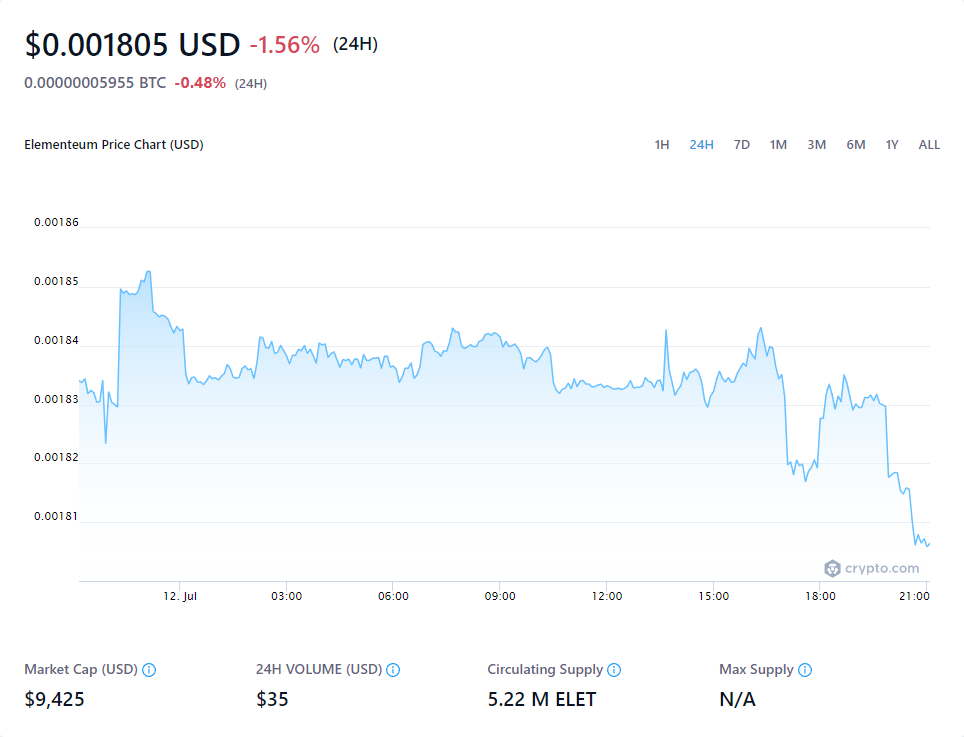 $0.001805 USD -1.56% (24H)
0.00000005955 BTC -0.48% (24H)
Elementeum Price Chart (USD) 1H 24H 7D 1M 3M 6M 1Y ALL
0.00186
0.00185
0.00184
0.00183
0.00182
0.00181
crypto.com
12. Jul 03:00 06:00 09:00 12:00 15:00 18:00 21:00
Market Cap (USD) 24H VOLUME (USD) Circulating Supply Max Supply
$9,425 $35 5.22 M ELET N/A